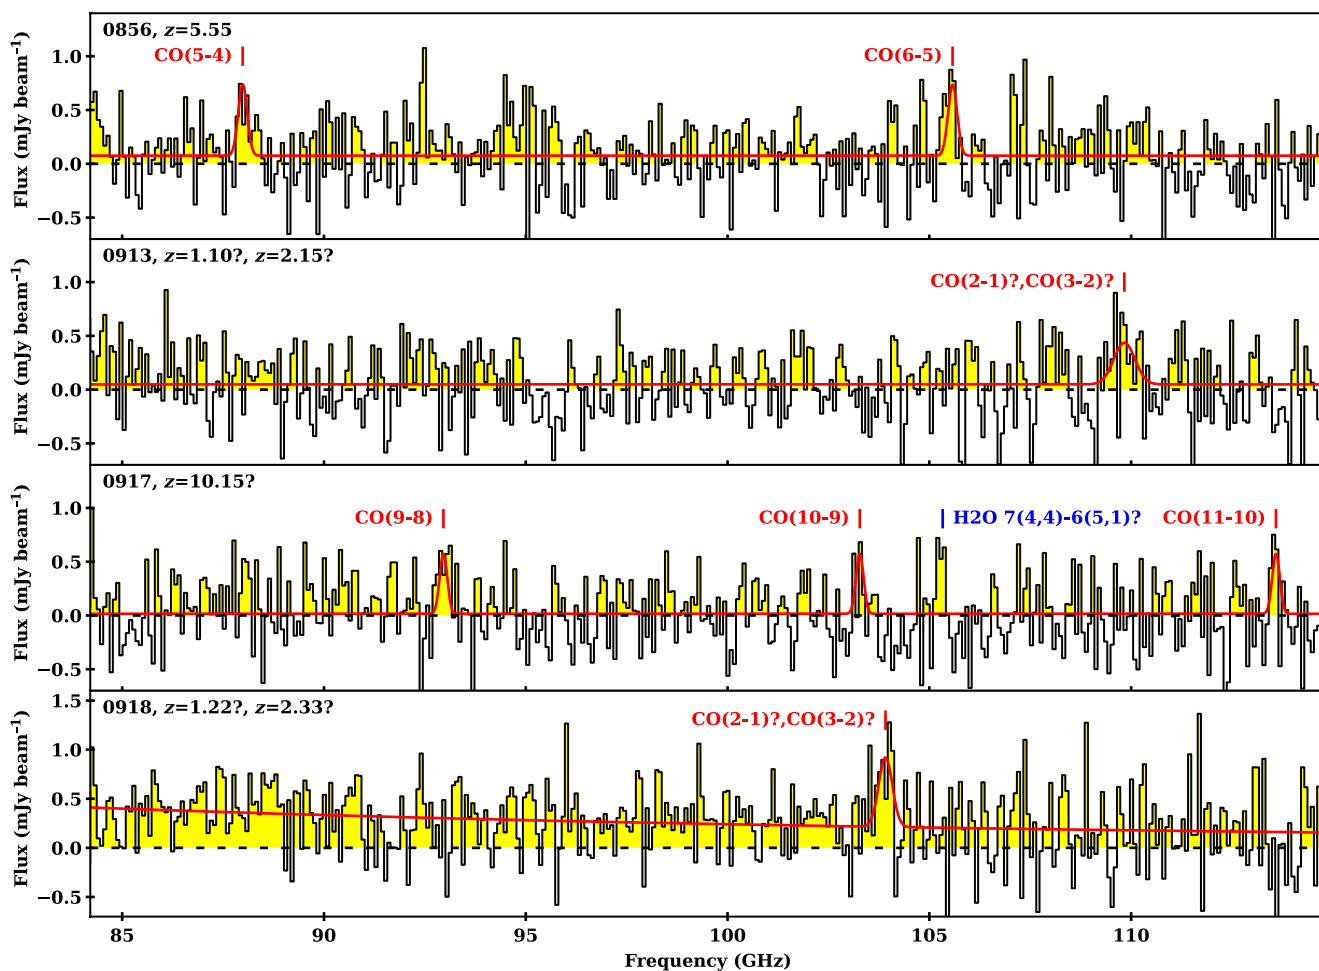 0856, z=5.55
CO(5-4)
CO(6-5)
Flux (mJy beam⁻¹)
1.0
0.5
0.0
−0.5
0913, z=1.10?, z=2.15?
CO(2-1)?,CO(3-2)?
Flux (mJy beam⁻¹)
1.0
0.5
0.0
−0.5
0917, z=10.15?
CO(9-8)
CO(10-9)
H2O 7(4,4)-6(5,1)?
CO(11-10)
Flux (mJy beam⁻¹)
1.0
0.5
0.0
−0.5
0918, z=1.22?, z=2.33?
CO(2-1)?,CO(3-2)?
Flux (mJy beam⁻¹)
1.5
1.0
0.5
0.0
−0.5
85 90 95 100 105 110
Frequency (GHz)